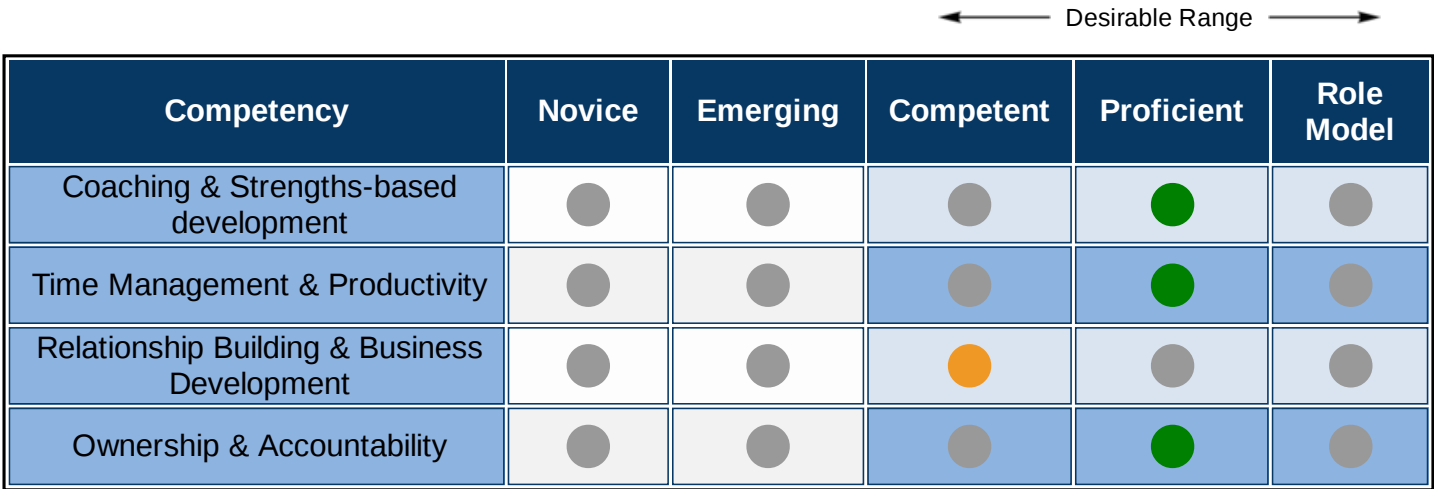 Desirable Range
Competency Novice Emerging Competent Proficient Role Model
Coaching & Strengths-based
development
Time Management & Productivity
Relationship Building & Business
Development
Ownership & Accountability